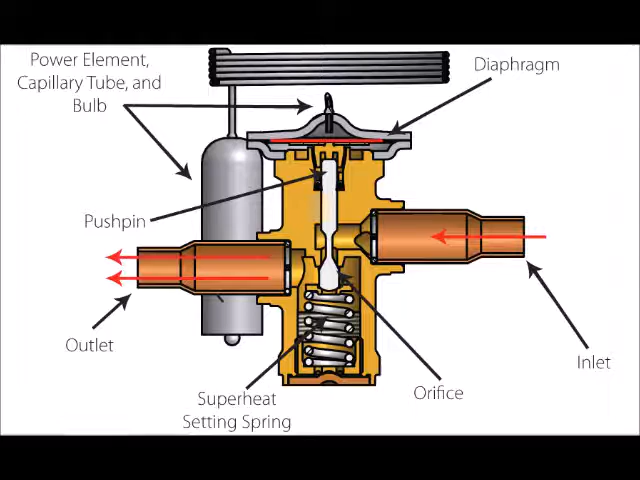 Power Element,
Capillary Tube, and
Bulb
Diaphragm
Pushpin
Outlet
Inlet
Superheat
Setting Spring
Orifice